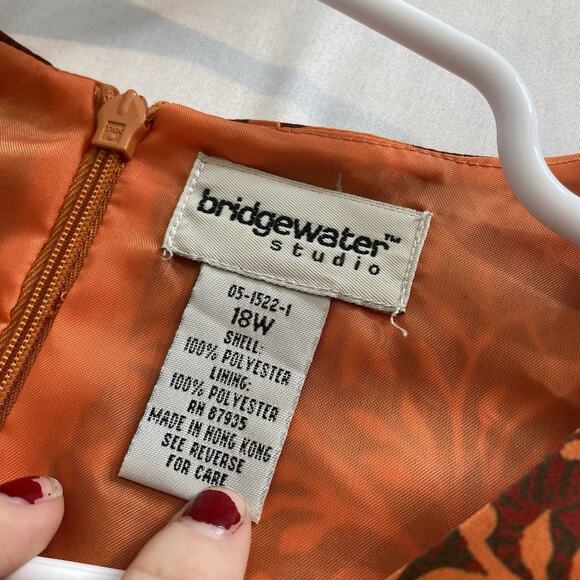 bridgewater™
studio
05-1522-1
18W
SHELL:
100% POLYESTER
LINING:
100% POLYESTER
RN 87935
MADE IN HONG KONG
SEE REVERSE
FOR CARE